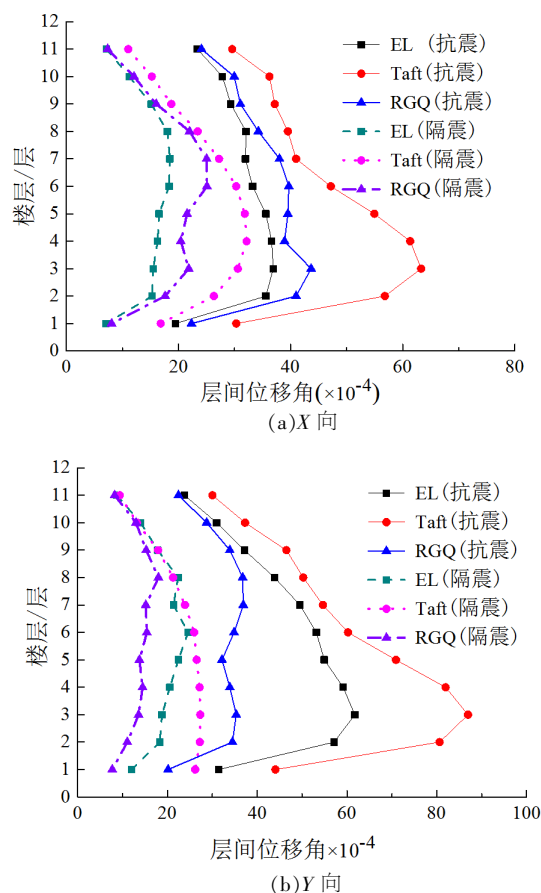 12
11
10
9
8
7
6
5
4
3
2
1
0
楼层/层
EL (抗震)
Taft(抗震)
RGQ(抗震)
EL(隔震)
Taft(隔震)
RGQ(隔震)
0 20 40 60 80
层间位移角(×10⁻⁴)
(a)X 向
12
11
10
9
8
7
6
5
4
3
2
1
0
楼层/层
EL(抗震)
Taft(抗震)
RGQ(抗震)
EL(隔震)
Taft(隔震)
RGQ(隔震)
0 20 40 60 80 100
层间位移角×10⁻⁴
(b)Y 向